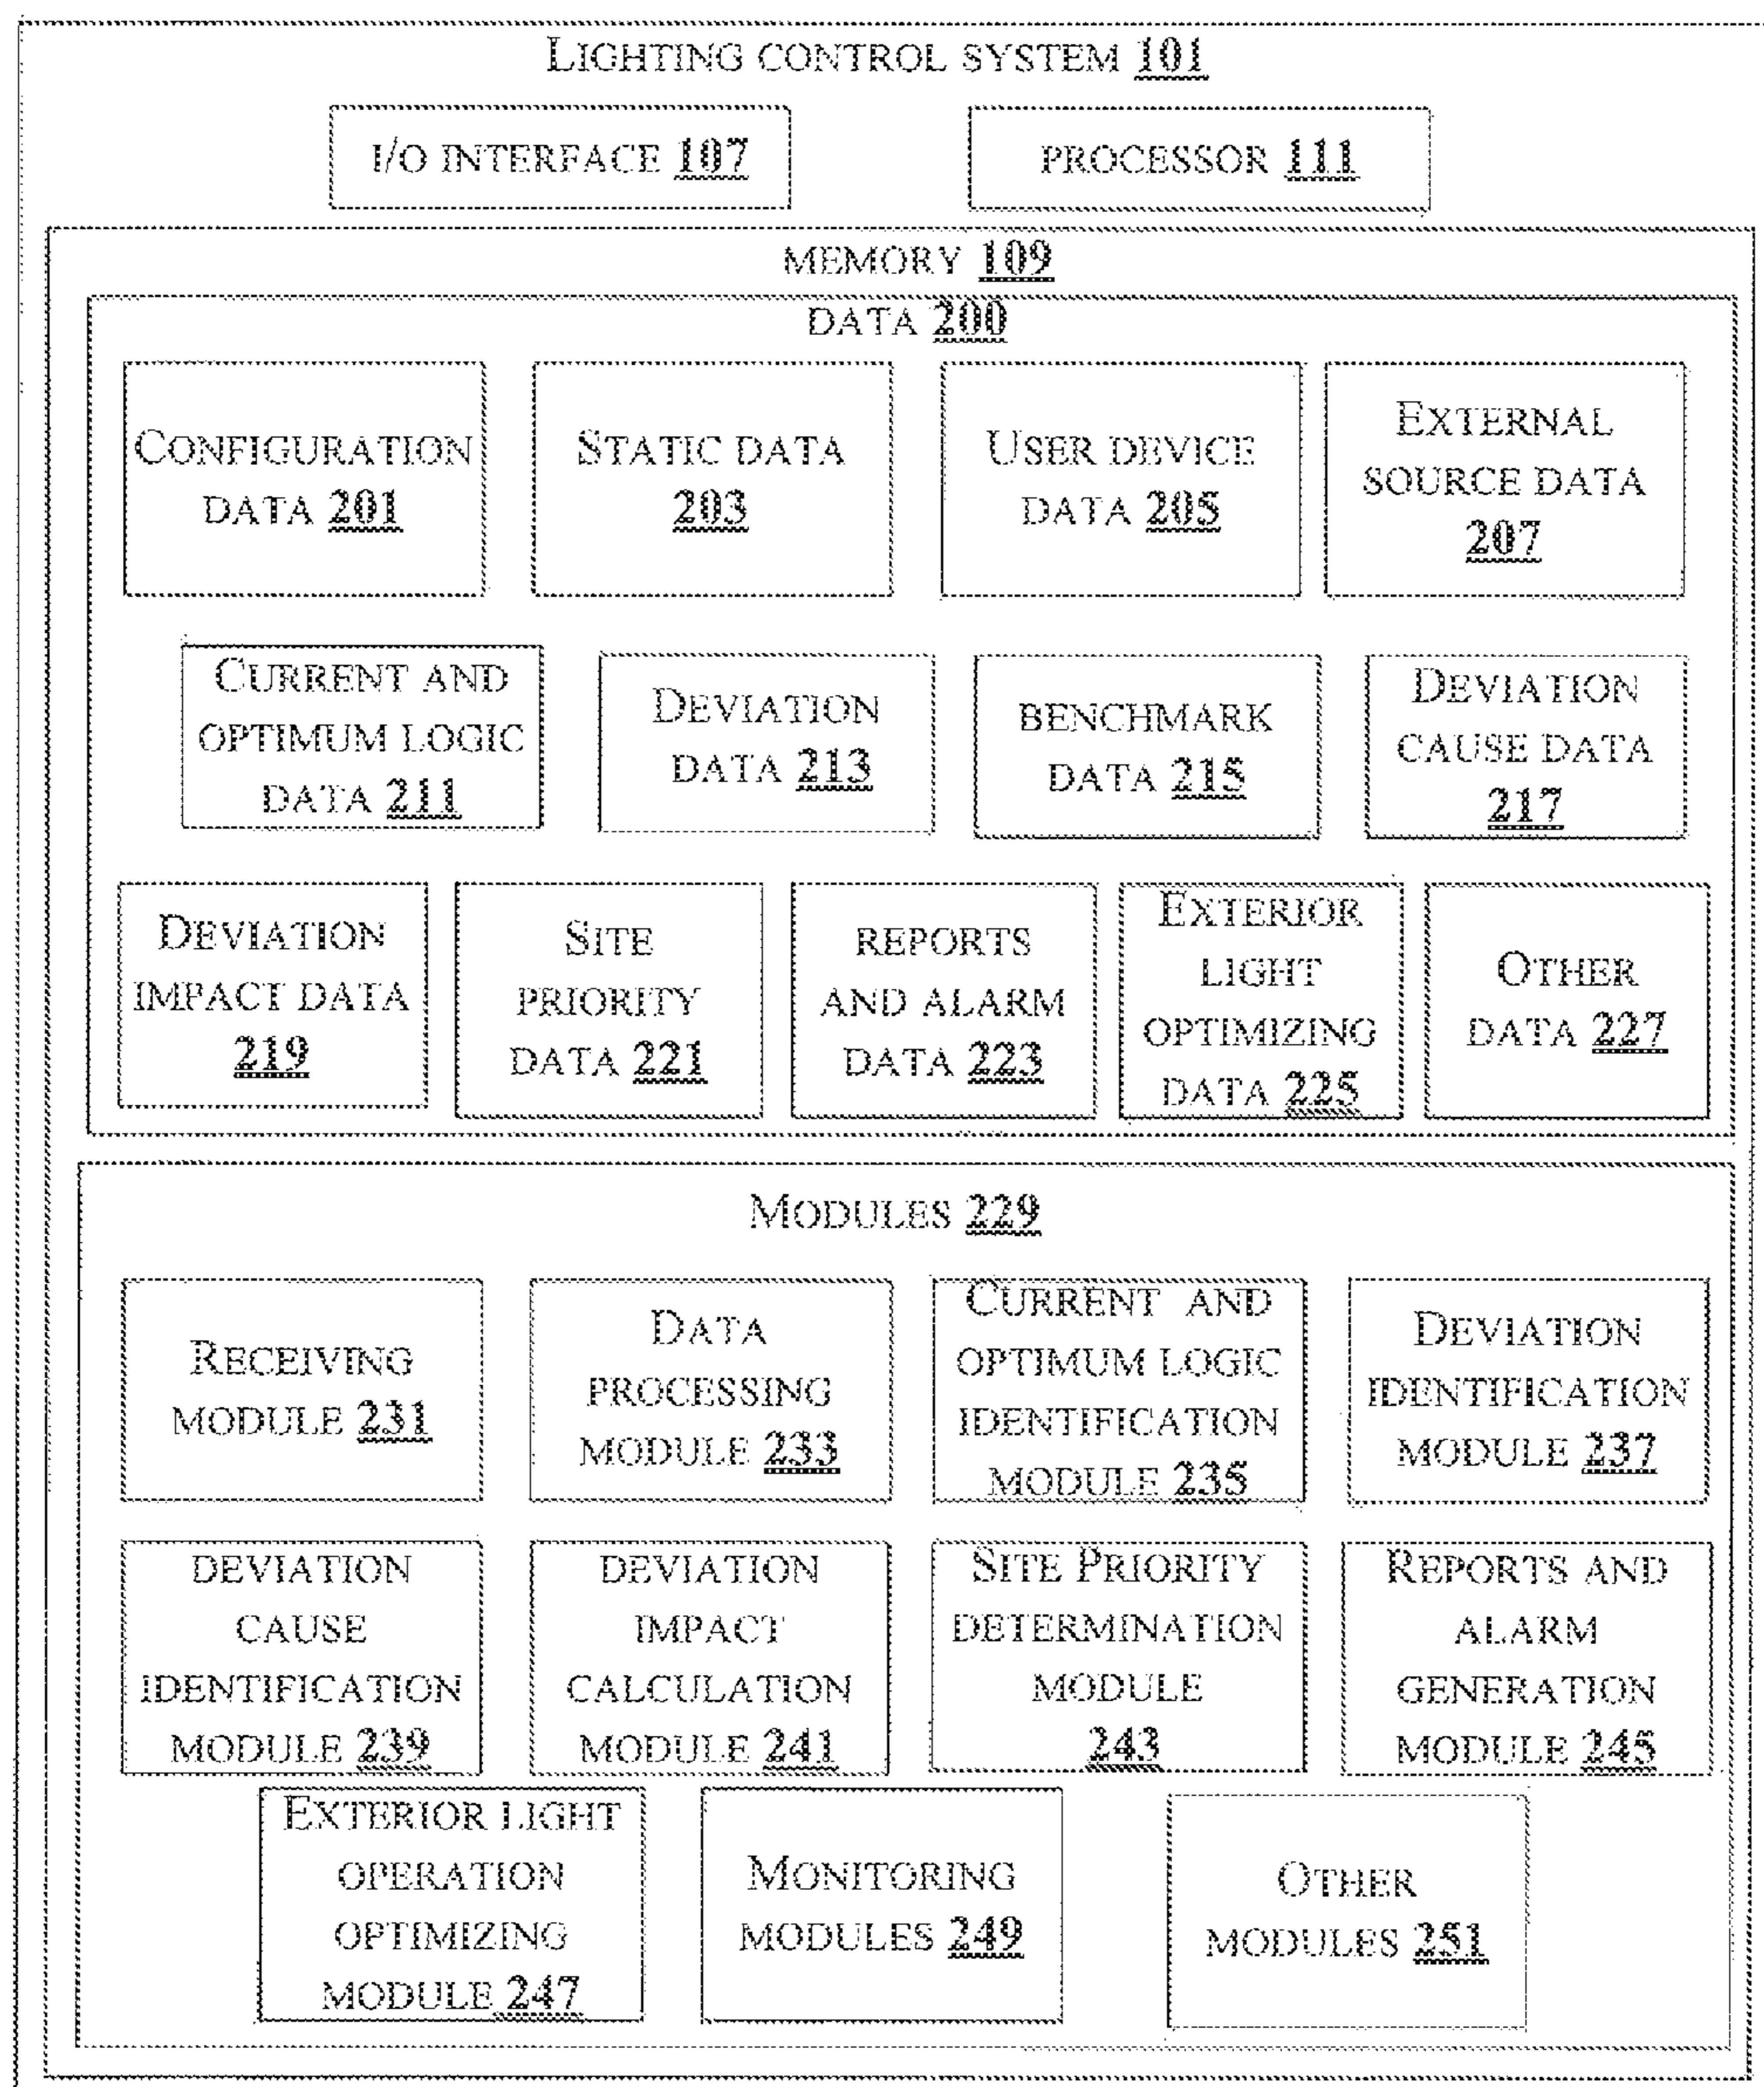 LIGHTING CONTROL SYSTEM 101
I/O INTERFACE 107
PROCESSOR 111
MEMORY 109
DATA 200
CONFIGURATION
DATA 201
STATIC DATA
203
USER DEVICE
DATA 205
EXTERNAL
SOURCE DATA
207
CURRENT AND
OPTIMUM LOGIC
DATA 211
DEVIATION
DATA 213
BENCHMARK
DATA 215
DEVIATION
CAUSE DATA
217
DEVIATION
IMPACT DATA
219
SITE
PRIORITY
DATA 221
REPORTS
AND ALARM
DATA 223
EXTERIOR
LIGHT
OPTIMIZING
DATA 225
OTHER
DATA 227
MODULES 229
RECEIVING
MODULE 231
DATA
PROCESSING
MODULE 233
CURRENT AND
OPTIMUM LOGIC
IDENTIFICATION
MODULE 235
DEVIATION
IDENTIFICATION
MODULE 237
DEVIATION
CAUSE
IDENTIFICATION
MODULE 239
DEVIATION
IMPACT
CALCULATION
MODULE 241
SITE PRIORITY
DETERMINATION
MODULE
243
REPORTS AND
ALARM
GENERATION
MODULE 245
EXTERIOR LIGHT
OPERATION
OPTIMIZING
MODULE 247
MONITORING
MODULES 249
OTHER
MODULES 251